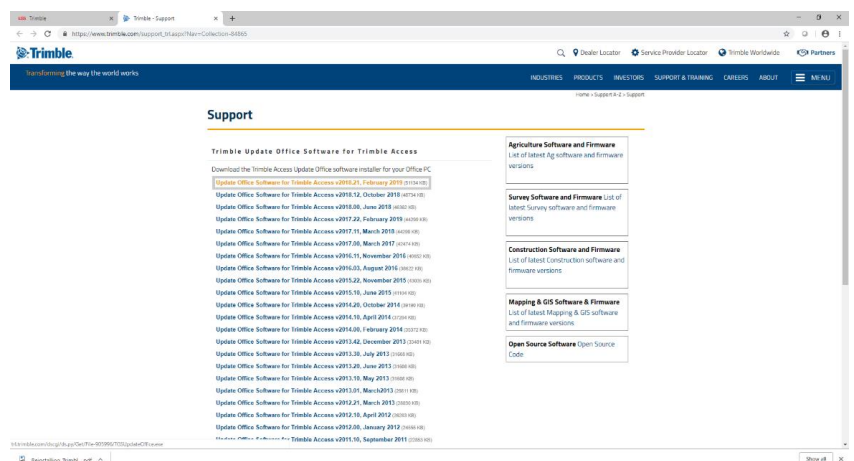 Trimble
Trimble - Support
https://www.trimble.com/support_trl.aspx?Nav=Collection-84865
Trimble
Dealer Locator
Service Provider Locator
Trimble Worldwide
Partners
Transforming the way the world works
INDUSTRIES PRODUCTS INVESTORS SUPPORT & TRAINING CAREERS ABOUT MENU
Home » Support A-Z » Support
Support
Trimble Update Office Software for Trimble Access
Download the Trimble Access Update Office software installer for your Office PC
Update Office Software for Trimble Access v2018.21, February 2019
Update Office Software for Trimble Access v2018.12, October 2018
Update Office Software for Trimble Access v2018.00, June 2018
Update Office Software for Trimble Access v2017.22, February 2019
Update Office Software for Trimble Access v2017.11, March 2018
Update Office Software for Trimble Access v2017.00, March 2017
Update Office Software for Trimble Access v2016.11, November 2016
Update Office Software for Trimble Access v2016.03, August 2016
Update Office Software for Trimble Access v2015.22, November 2015
Update Office Software for Trimble Access v2015.10, June 2015
Update Office Software for Trimble Access v2014.20, October 2014
Update Office Software for Trimble Access v2014.10, April 2014
Update Office Software for Trimble Access v2014.00, February 2014
Update Office Software for Trimble Access v2013.42, December 2013
Update Office Software for Trimble Access v2013.30, July 2013
Update Office Software for Trimble Access v2013.20, June 2013
Update Office Software for Trimble Access v2013.10, May 2013
Update Office Software for Trimble Access v2013.01, March2013
Update Office Software for Trimble Access v2012.21, March 2013
Update Office Software for Trimble Access v2012.10, April 2012
Update Office Software for Trimble Access v2012.00, January 2012
Update Office Software for Trimble Access v2011.10, September 2011
Agriculture Software and Firmware
List of latest Ag software and firmware
versions
Survey Software and Firmware List of
latest Survey software and firmware
versions
Construction Software and Firmware
List of latest Construction software and
firmware versions
Mapping & GIS Software & Firmware
List of latest Mapping & GIS software
and firmware versions
Open Source Software Open Source
Code
Show all